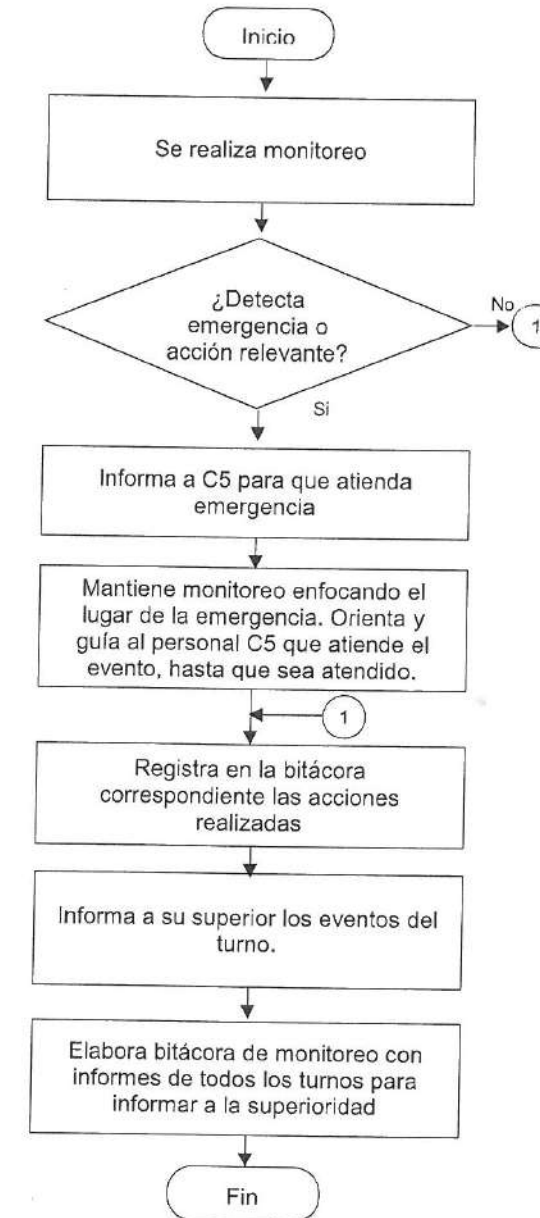 Inicio
Se realiza monitoreo
¿Detecta
emergencia o
acción relevante?
No
1
Si
Informa a C5 para que atienda
emergencia
Mantiene monitoreo enfocando el
lugar de la emergencia. Orienta y
guía al personal C5 que atiende el
evento, hasta que sea atendido.
1
Registra en la bitácora
correspondiente las acciones
realizadas
Informa a su superior los eventos del
turno.
Elabora bitácora de monitoreo con
informes de todos los turnos para
informar a la superioridad
Fin